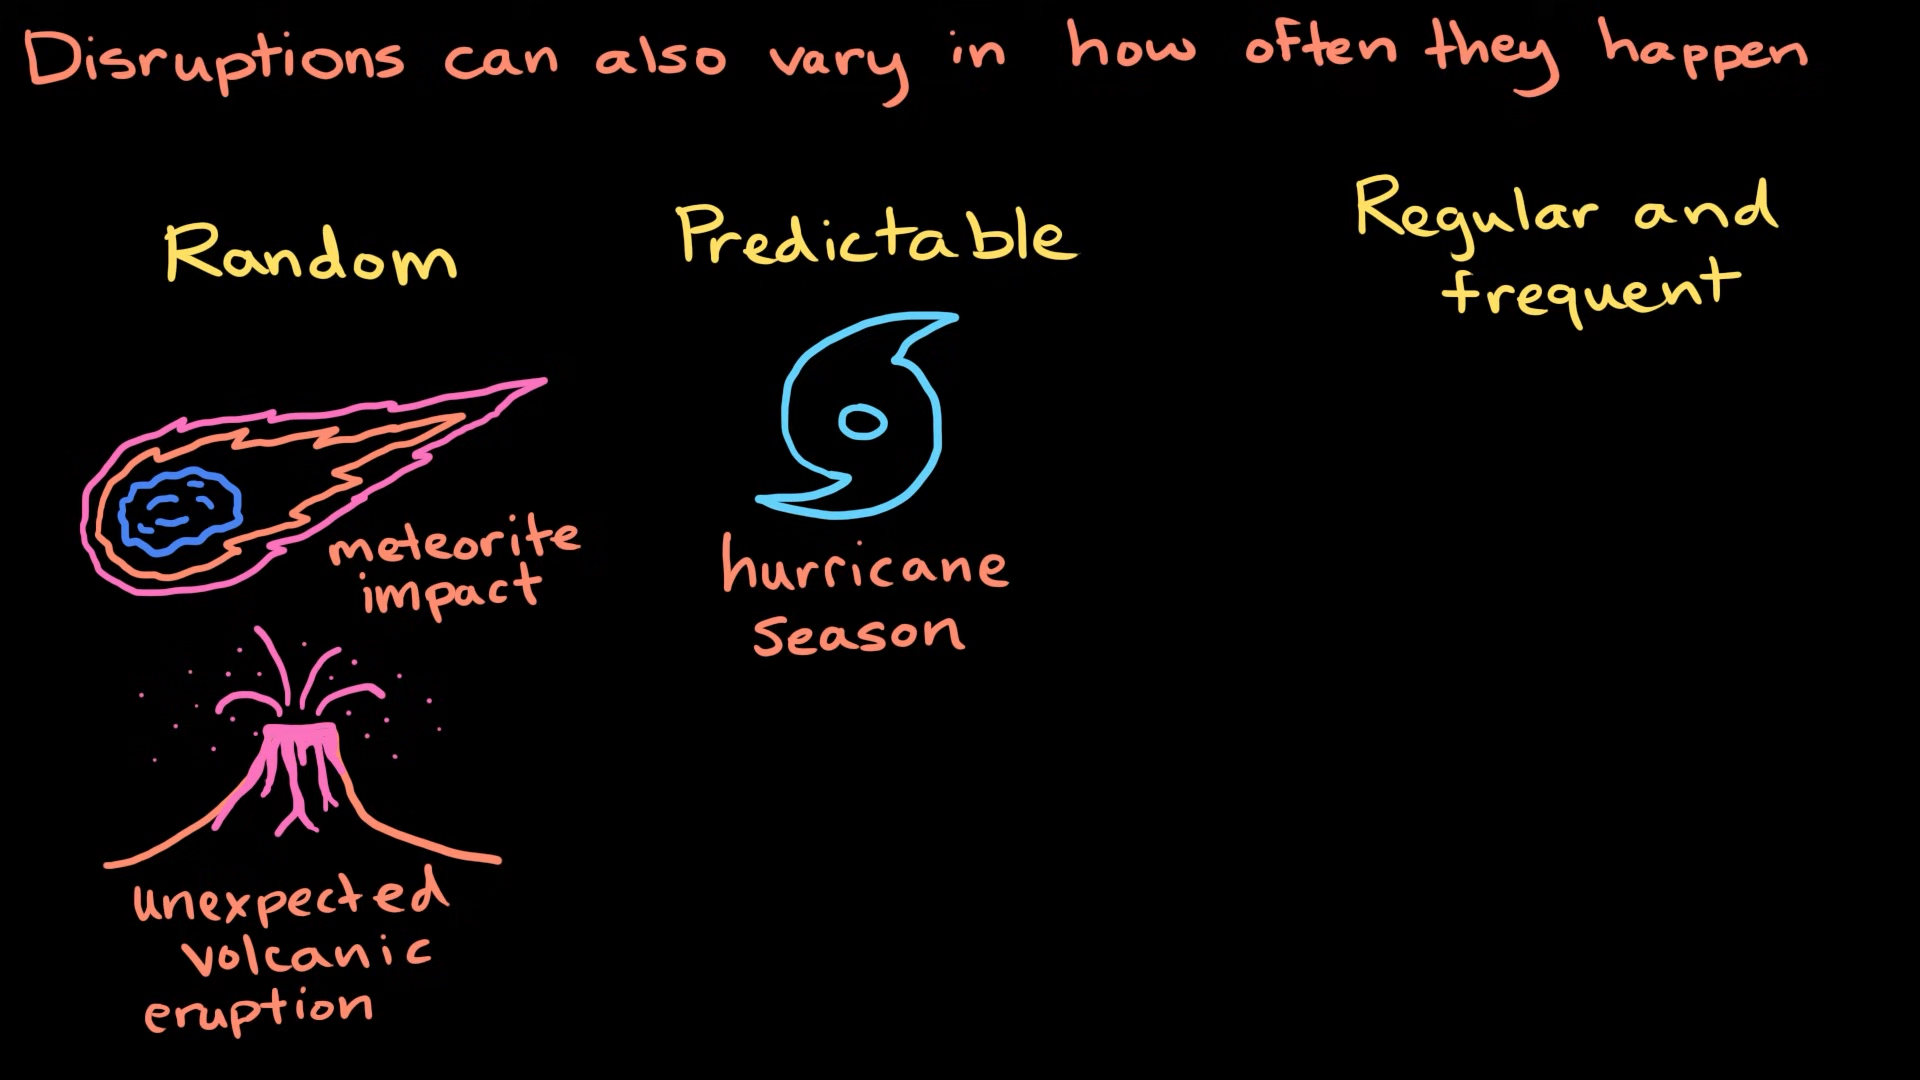 Disruptions can also vary in how often they happen
Random
meteorite
impact
unexpected
volcanic
eruption
Predictable
hurricane
season
Regular and
frequent